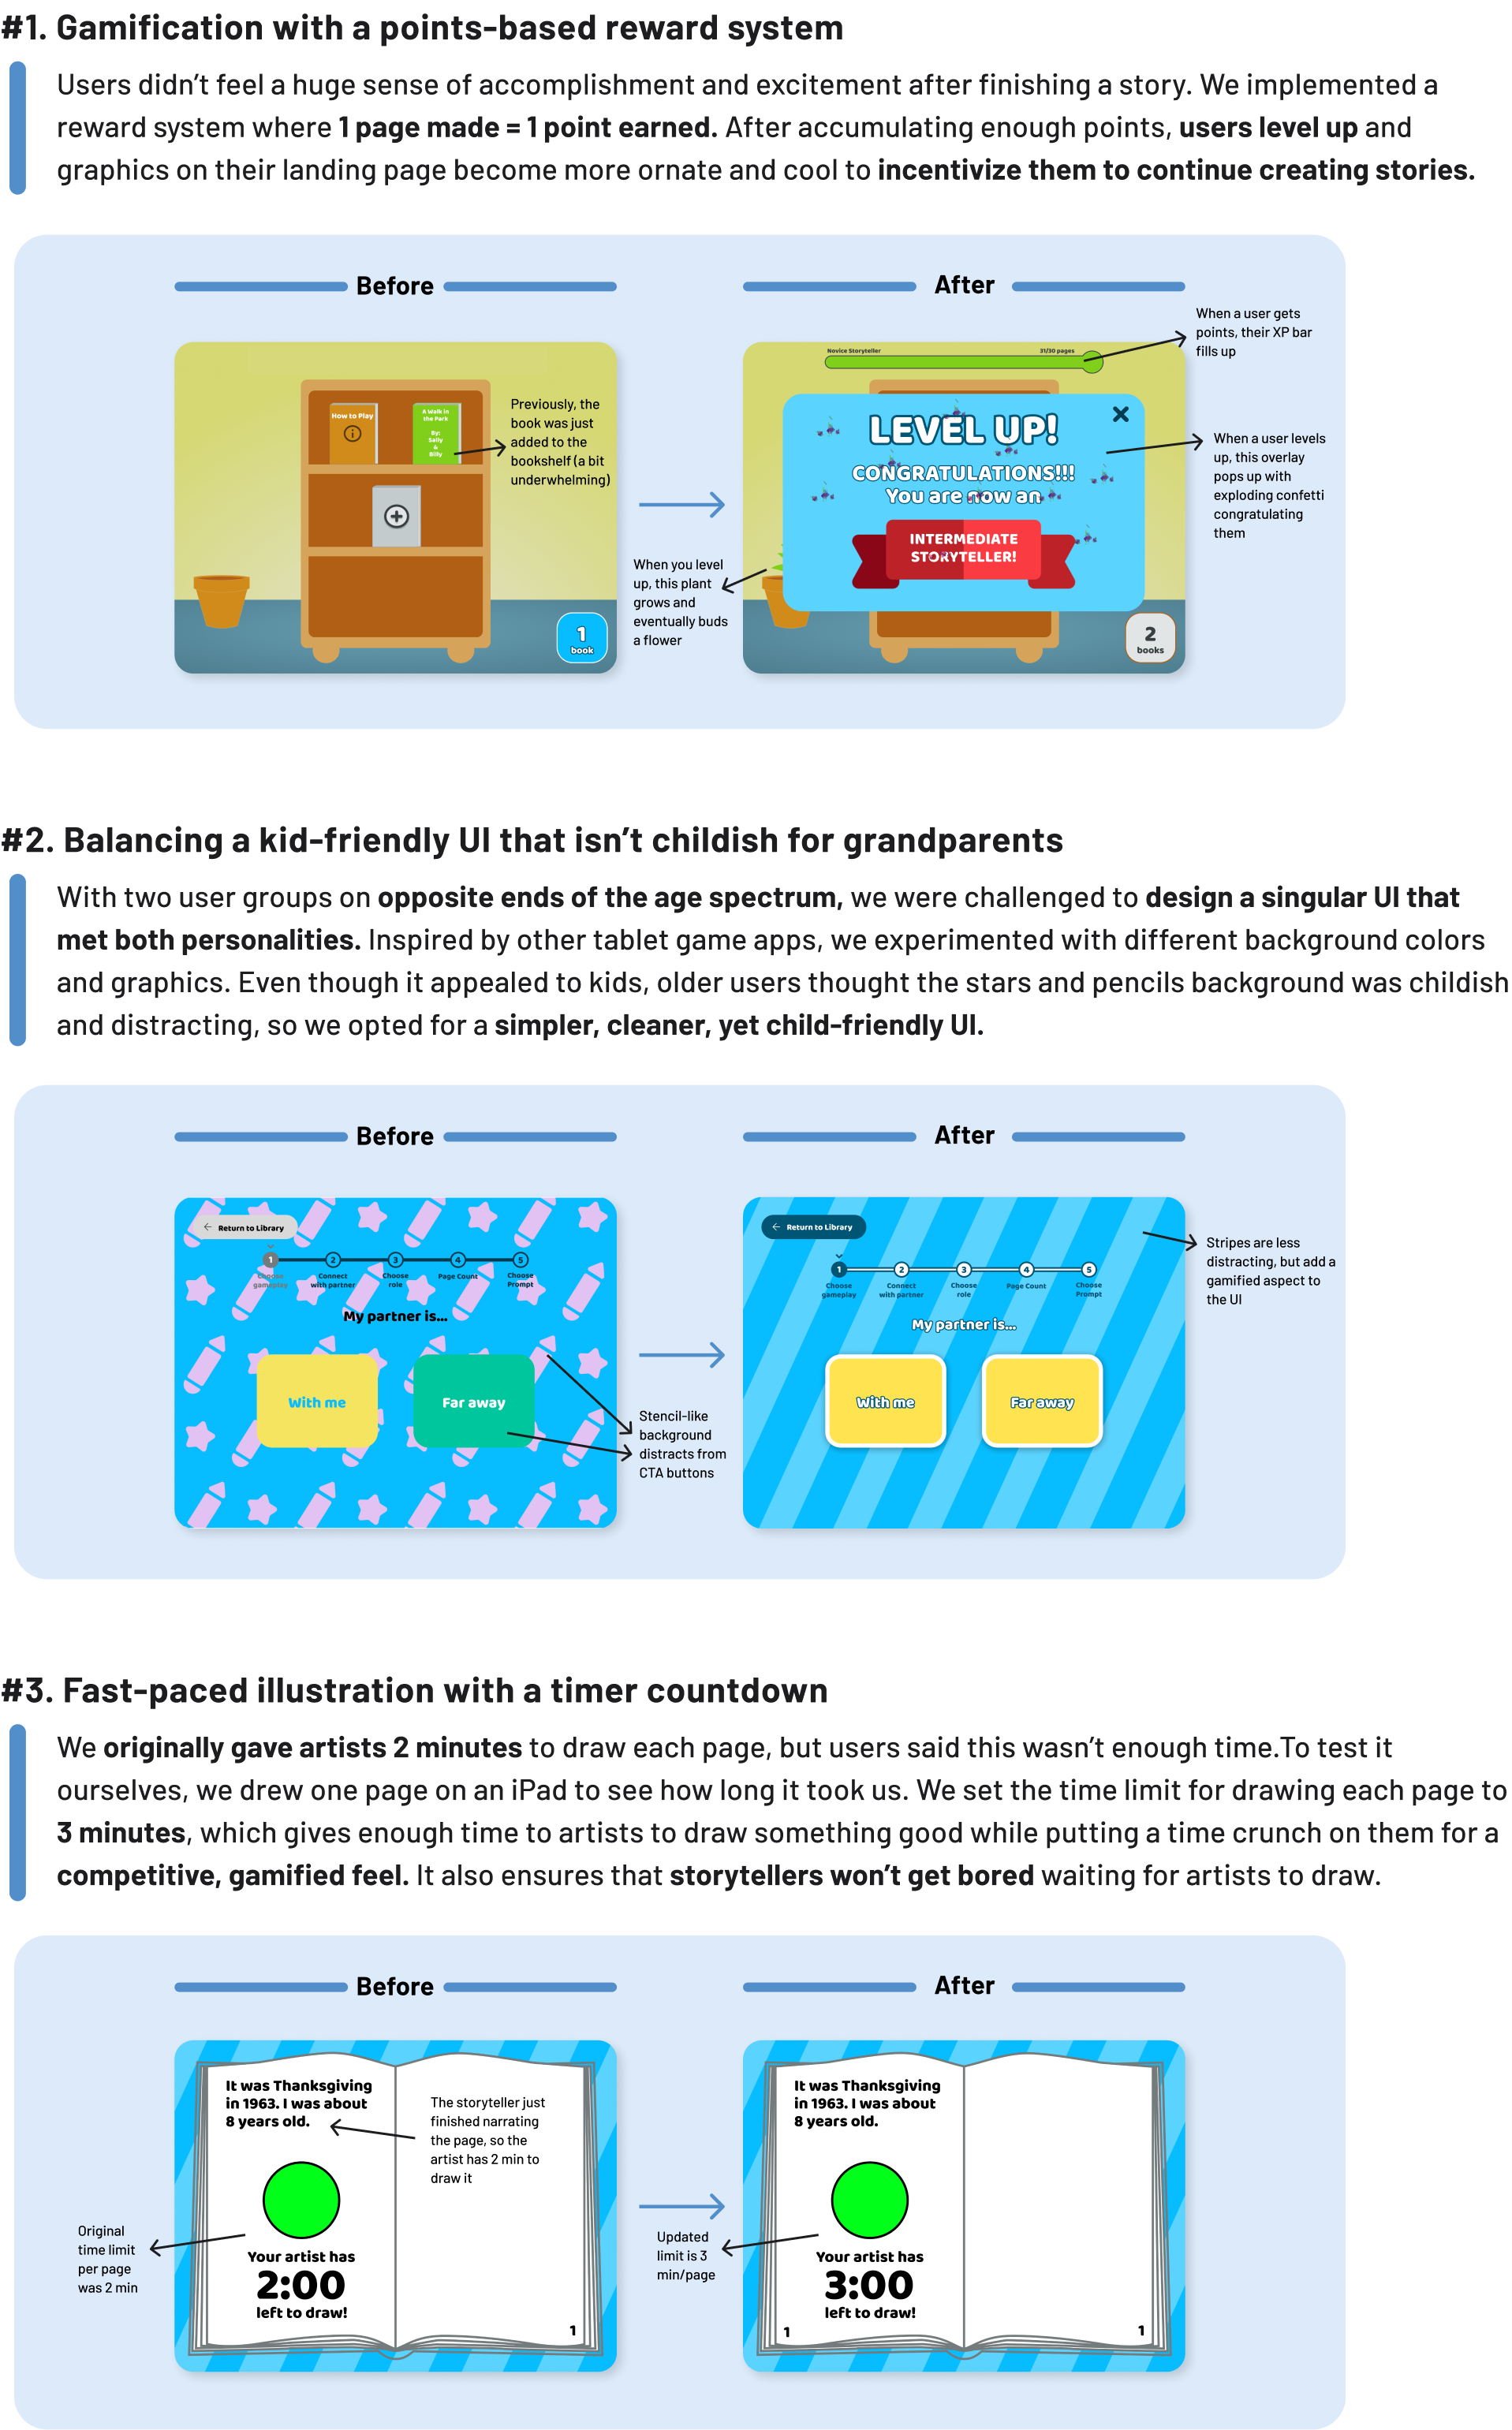 #1. Gamification with a points-based reward system
Users didn’t feel a huge sense of accomplishment and excitement after finishing a story. We implemented a
reward system where 1 page made = 1 point earned. After accumulating enough points, users level up and
graphics on their landing page become more ornate and cool to incentivize them to continue creating stories.
Before
How to Play
A Walk in
the Park
By:
Sally
&
Billy
Previously, the
book was just
added to the
bookshelf (a bit
underwhelming)
1
book
After
When a user gets
points, their XP bar
fills up
Novice Storyteller
31/30 pages
LEVEL UP!
CONGRATULATIONS!!!
You are now an
INTERMEDIATE
STORYTELLER!
When a user levels
up, this overlay
pops up with
exploding confetti
congratulating
them
When you level
up, this plant
grows and
eventually buds
a flower
2
books
#2. Balancing a kid-friendly UI that isn’t childish for grandparents
With two user groups on opposite ends of the age spectrum, we were challenged to design a singular UI that
met both personalities. Inspired by other tablet game apps, we experimented with different background colors
and graphics. Even though it appealed to kids, older users thought the stars and pencils background was childish
and distracting, so we opted for a simpler, cleaner, yet child-friendly UI.
Before
Return to Library
1 2 3 4 5
Choose
gameplay
Connect
with partner
Choose
role
Page Count
Choose
Prompt
My partner is...
With me
Far away
Stencil-like
background
distracts from
CTA buttons
After
Return to Library
1 2 3 4 5
Choose
gameplay
Connect
with partner
Choose
role
Page Count
Choose
Prompt
My partner is...
With me
Far away
Stripes are less
distracting, but add a
gamified aspect to
the UI
#3. Fast-paced illustration with a timer countdown
We originally gave artists 2 minutes to draw each page, but users said this wasn’t enough time.To test it
ourselves, we drew one page on an iPad to see how long it took us. We set the time limit for drawing each page to
3 minutes, which gives enough time to artists to draw something good while putting a time crunch on them for a
competitive, gamified feel. It also ensures that storytellers won’t get bored waiting for artists to draw.
Before
It was Thanksgiving
in 1963. I was about
8 years old.
The storyteller just
finished narrating
the page, so the
artist has 2 min to
draw it
Original
time limit
per page
was 2 min
Your artist has
2:00
left to draw!
1
After
It was Thanksgiving
in 1963. I was about
8 years old.
Updated
limit is 3
min/page
Your artist has
3:00
left to draw!
1
1